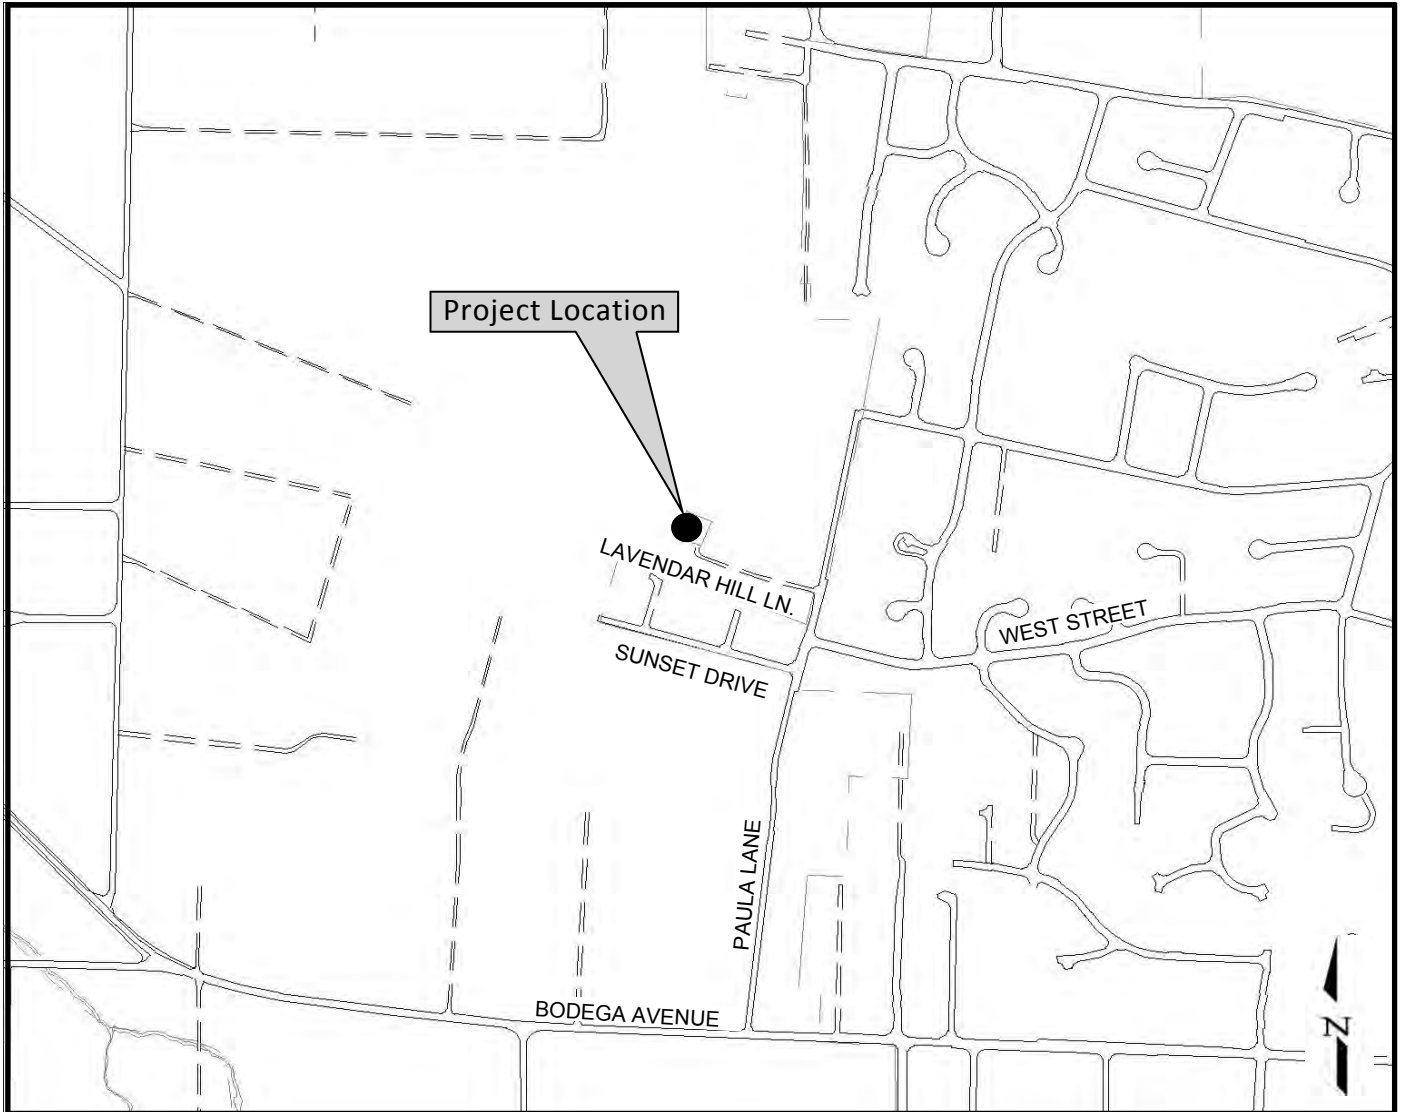 Project Location
LAVENDAR HILL LN.
WEST STREET
SUNSET DRIVE
PAULA LANE
BODEGA AVENUE
N